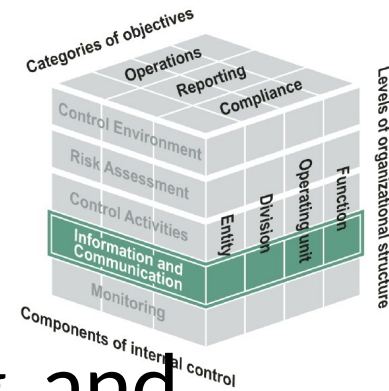 Categories of objectives
Operations
Reporting
Compliance
Control Environment
Risk Assessment
Control Activities
Information and
Communication
Monitoring
Entity
Division
Operating unit
Function
Levels of organizational structure
Components of internal control
and